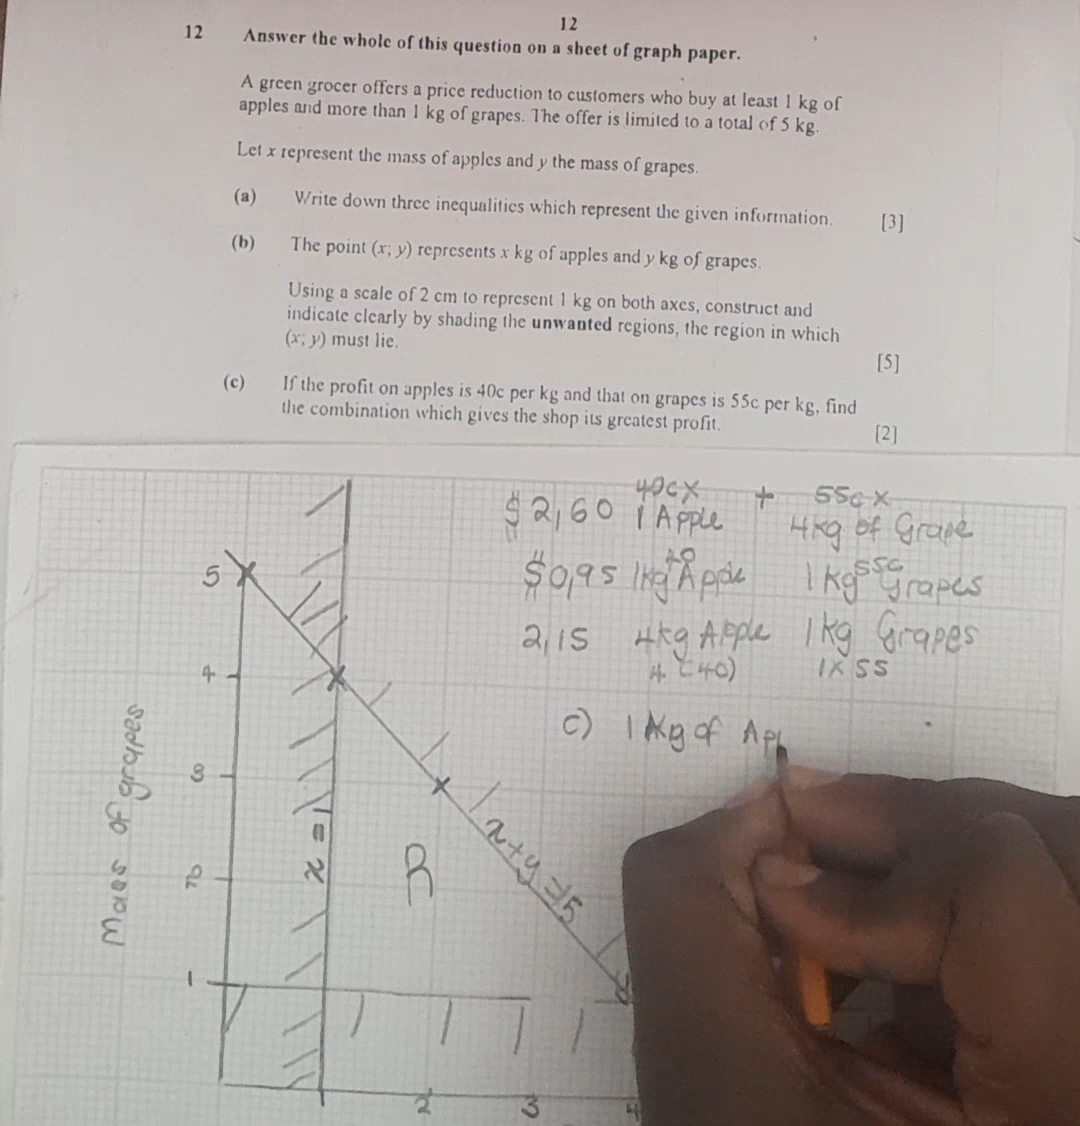 12
12 Answer the whole of this question on a sheet of graph paper.
A green grocer offers a price reduction to customers who buy at least 1 kg of
apples and more than 1 kg of grapes. The offer is limited to a total of 5 kg.
Let x represent the mass of apples and y the mass of grapes.
(a) Write down three inequalities which represent the given information. [3]
(b) The point (x; y) represents x kg of apples and y kg of grapes.
Using a scale of 2 cm to represent 1 kg on both axes, construct and
indicate clearly by shading the unwanted regions, the region in which
(x; y) must lie.
[5]
(c) If the profit on apples is 40c per kg and that on grapes is 55c per kg, find
the combination which gives the shop its greatest profit.
[2]
40c x + 55c x
$2,60 1 Apple 4kg of Grape
40 55c
$0,95 1kg Apple 1kg grapes
2,15 4kg Apple 1kg Grapes
4 (40) 1x 55
c) 1 kg of App
5
4
3
2
1
Mass of grapes
x = 1
R
x+y=5
2 3 4